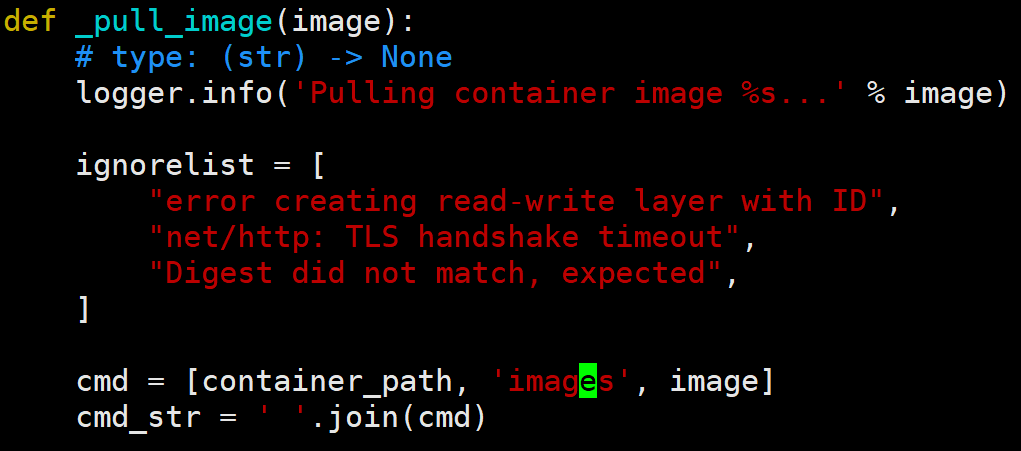 def _pull_image(image):
    # type: (str) -> None
    logger.info('Pulling container image %s...' % image)

    ignorelist = [
        "error creating read-write layer with ID",
        "net/http: TLS handshake timeout",
        "Digest did not match, expected",
    ]

    cmd = [container_path, 'images', image]
    cmd_str = ' '.join(cmd)